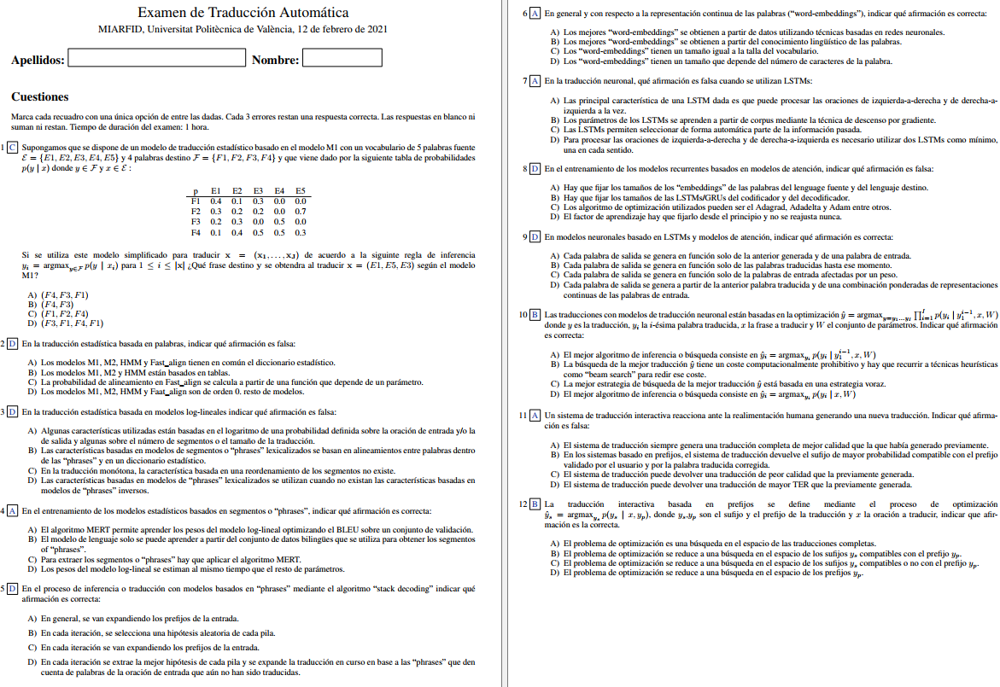 Examen de Traducción Automática
MIARFID, Universitat Politècnica de València, 12 de febrero de 2021
Apellidos: Nombre:
Cuestiones
Marca cada recuadro con una única opción de entre las dadas. Cada 3 errores restan una respuesta correcta. Las respuestas en blanco ni
suman ni restan. Tiempo de duración del examen: 1 hora.
1 C Supongamos que se dispone de un modelo de traducción estadístico basado en el modelo M1 con un vocabulario de 5 palabras fuente
ℰ = {E1, E2, E3, E4, E5} y 4 palabras destino ℱ = {F1, F2, F3, F4} y que viene dado por la siguiente tabla de probabilidades
p(y | x) donde y ∈ ℱ y x ∈ ℰ :
p E1 E2 E3 E4 E5
F1 0.4 0.1 0.3 0.0 0.0
F2 0.3 0.2 0.2 0.0 0.7
F3 0.2 0.3 0.0 0.5 0.0
F4 0.1 0.4 0.5 0.5 0.3
Si se utiliza este modelo simplificado para traducir x = (x₁, . . . , x_J) de acuerdo a la siguinte regla de inferencia
y_i = argmax_{y∈ℱ} p(y | x_i) para 1 ≤ i ≤ |x| ¿Qué frase destino y se obtendra al traducir x = (E1, E5, E3) según el modelo
M1?
A) (F4, F3, F1)
B) (F4, F3)
C) (F1, F2, F4)
D) (F3, F1, F4, F1)
2 D En la traducción estadística basada en palabras, indicar qué afirmación es falsa:
A) Los modelos M1, M2, HMM y Fast_align tienen en común el diccionario estadístico.
B) Los modelos M1, M2 y HMM están basados en tablas.
C) La probabilidad de alineamiento en Fast_align se calcula a partir de una función que depende de un parámetro.
D) Los modelos M1, M2, HMM y Faat_align son de orden 0. resto de modelos.
3 D En la traducción estadística basada en modelos log-lineales indicar qué afirmación es falsa:
A) Algunas características utilizadas están basadas en el logaritmo de una probabilidad definida sobre la oración de entrada y/o la
de salida y algunas sobre el número de segmentos o el tamaño de la traducción.
B) Las características basadas en modelos de segmentos o “phrases” lexicalizados se basan en alineamientos entre palabras dentro
de las “phrases” y en un diccionario estadístico.
C) En la traducción monótona, la característica basada en una reordenamiento de los segmentos no existe.
D) Las características basadas en modelos de “phrases” lexicalizados se utilizan cuando no existan las características basadas en
modelos de “phrases” inversos.
4 A En el entrenamiento de los modelos estadísticos basados en segmentos o “phrases”, indicar qué afirmación es correcta:
A) El algoritmo MERT permite aprender los pesos del modelo log-lineal optimizando el BLEU sobre un conjunto de validación.
B) El modelo de lenguaje solo se puede aprender a partir del conjunto de datos bilingües que se utiliza para obtener los segmentos
of “phrases”.
C) Para extraer los segmentos o “phrases” hay que aplicar el algoritmo MERT.
D) Los pesos del modelo log-lineal se estiman al mismo tiempo que el resto de parámetros.
5 D En el proceso de inferencia o traducción con modelos basados en “phrases” mediante el algoritmo “stack decoding” indicar qué
afirmación es correcta:
A) En general, se van expandiendo los prefijos de la entrada.
B) En cada iteración, se selecciona una hipótesis aleatoria de cada pila.
C) En cada iteración se van expandiendo los prefijos de la entrada.
D) En cada iteración se extrae la mejor hipótesis de cada pila y se expande la traducción en curso en base a las “phrases” que den
cuenta de palabras de la oración de entrada que aún no han sido traducidas.
6 A En general y con respecto a la representación continua de las palabras (“word-embeddings”), indicar qué afirmación es correcta:
A) Los mejores “word-embeddings” se obtienen a partir de datos utilizando técnicas basadas en redes neuronales.
B) Los mejores “word-embeddings” se obtienen a partir del conocimiento lingüístico de las palabras.
C) Los “word-embeddings” tienen un tamaño igual a la talla del vocabulario.
D) Los “word-embeddings” tienen un tamaño que depende del número de caracteres de la palabra.
7 A En la traducción neuronal, qué afirmación es falsa cuando se utilizan LSTMs:
A) Las principal característica de una LSTM dada es que puede procesar las oraciones de izquierda-a-derecha y de derecha-a-
izquierda a la vez.
B) Los parámetros de los LSTMs se aprenden a partir de corpus mediante la técnica de descenso por gradiente.
C) Las LSTMs permiten seleccionar de forma automática parte de la información pasada.
D) Para procesar las oraciones de izquierda-a-derecha y de derecha-a-izquierda es necesario utilizar dos LSTMs como mínimo,
una en cada sentido.
8 D En el entrenamiento de los modelos recurrentes basados en modelos de atención, indicar qué afirmación es falsa:
A) Hay que fijar los tamaños de los “embeddings” de las palabras del lenguage fuente y del lenguaje destino.
B) Hay que fijar los tamaños de las LSTMs/GRUs del codificador y del decodificador.
C) Los algoritmo de optimización utilizados pueden ser el Adagrad, Adadelta y Adam entre otros.
D) El factor de aprendizaje hay que fijarlo desde el principio y no se reajusta nunca.
9 D En modelos neuronales basado en LSTMs y modelos de atención, indicar qué afirmación es correcta:
A) Cada palabra de salida se genera en función solo de la anterior generada y de una palabra de entrada.
B) Cada palabra de salida se genera en función solo de las palabras traducidas hasta ese momento.
C) Cada palabra de salida se genera en función solo de la palabras de entrada afectadas por un peso.
D) Cada palabra de salida se genera a partir de la anterior palabra traducida y de una combinación ponderadas de representaciones
continuas de las palabras de entrada.
10 B Las traducciones con modelos de traducción neuronal están basadas en la optimización ŷ = argmax_{y=y₁...y_I} ∏_{i=1}^{I} p(y_i | y_1^{i−1}, x, W)
donde y es la traducción, y_i la i-ésima palabra traducida, x la frase a traducir y W el conjunto de parámetros. Indicar qué afirmación
es correcta:
A) El mejor algoritmo de inferencia o búsqueda consiste en ŷ_i = argmax_{y_i} p(y_i | y_1^{i−1}, x, W)
B) La búsqueda de la mejor traducción ŷ tiene un coste computacionalmente prohibitivo y hay que recurrir a técnicas heurísticas
como “beam search” para redir ese coste.
C) La mejor estrategia de búsqueda de la mejor traducción ŷ está basada en una estrategia voraz.
D) El mejor algoritmo de inferencia o búsqueda consiste en ŷ_i = argmax_{y_i} p(y_i | x, W)
11 A Un sistema de traducción interactiva reacciona ante la realimentación humana generando una nueva traducción. Indicar qué afirma-
ción es falsa:
A) El sistema de traducción siempre genera una traducción completa de mejor calidad que la que había generado previamente.
B) En los sistemas basado en prefijos, el sistema de traducción devuelve el sufijo de mayor probabilidad compatible con el prefijo
validado por el usuario y por la palabra traducida corregida.
C) El sistema de traducción puede devolver una traducción de peor calidad que la previamente generada.
D) El sistema de traducción puede devolver una traducción de mayor TER que la previamente generada.
12 B La traducción interactiva basada en prefijos se define mediante el proceso de optimización
ŷ_s = argmax_{y_s} p(y_s | x, y_p), donde y_s,y_p son el sufijo y el prefijo de la traducción y x la oración a traducir, indicar que afir-
mación es la correcta.
A) El problema de optimización es una búsqueda en el espacio de las traducciones completas.
B) El problema de optimización se reduce a una búsqueda en el espacio de los sufijos y_s compatibles con el prefijo y_p.
C) El problema de optimización se reduce a una búsqueda en el espacio de los sufijos y_s compatibles o no con el prefijo y_p.
D) El problema de optimización se reduce a una búsqueda en el espacio de los prefijos y_p.